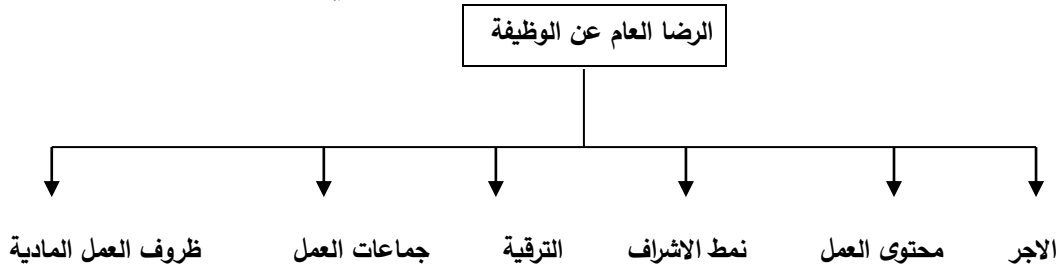 الرضا العام عن الوظيفة
الاجر محتوى العمل نمط الاشراف الترقية جماعات العمل ظروف العمل المادية